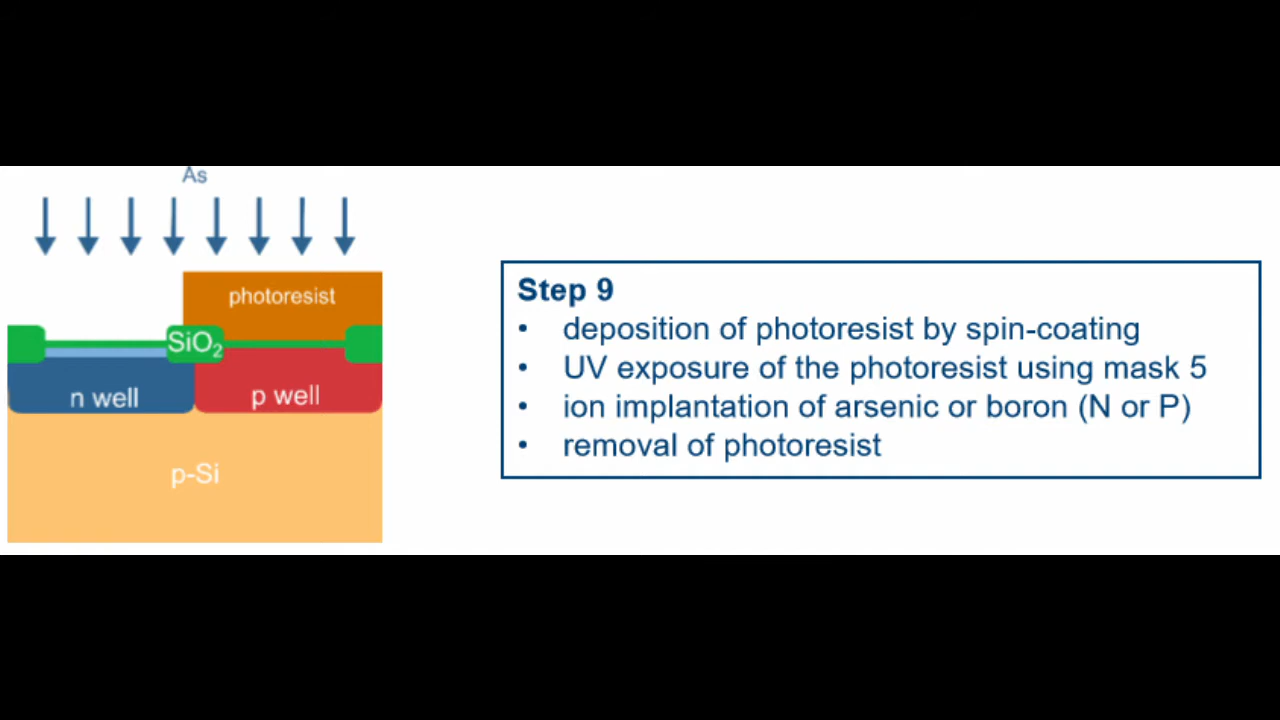 As
photoresist
SiO₂
n well
p well
p-Si
Step 9
• deposition of photoresist by spin-coating
• UV exposure of the photoresist using mask 5
• ion implantation of arsenic or boron (N or P)
• removal of photoresist